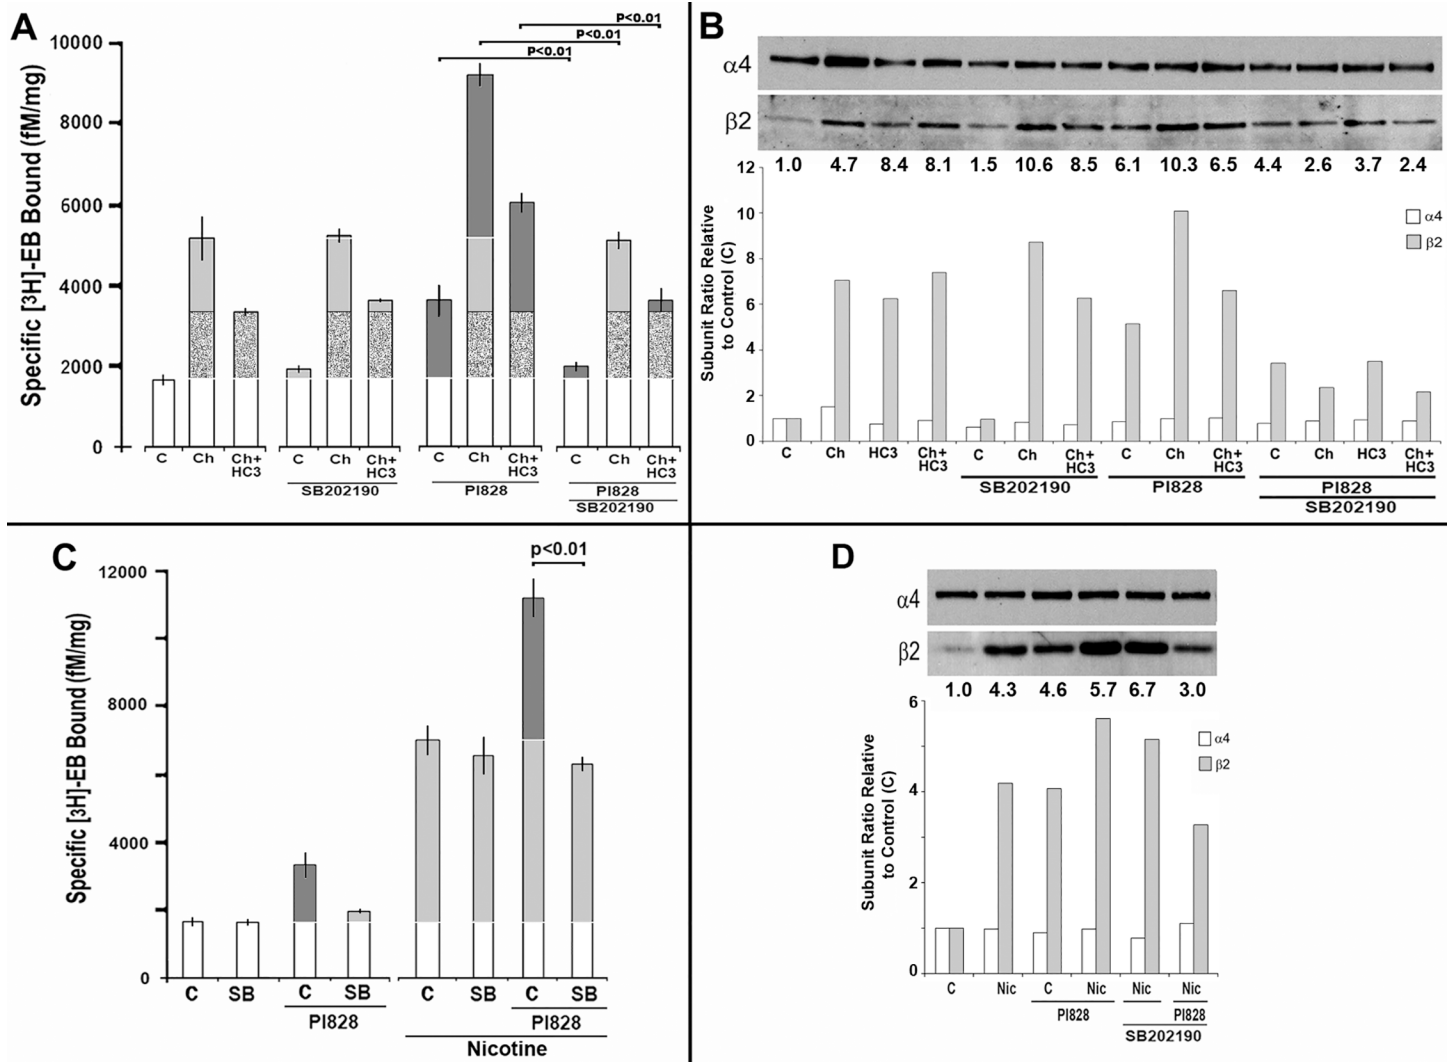 A
Specific [3H]-EB Bound (fM/mg)
10000
8000
6000
4000
2000
0
P<0.01
P<0.01
P<0.01
C Ch Ch+ HC3 C Ch Ch+ HC3 C Ch Ch+ HC3 C Ch Ch+ HC3
SB202190 PI828 PI828
SB202190
B
α4
β2
1.0 4.7 8.4 8.1 1.5 10.6 8.5 6.1 10.3 6.5 4.4 2.6 3.7 2.4
Subunit Ratio Relative
to Control (C)
12
10
8
6
4
2
0
α4
β2
C Ch HC3 Ch+ HC3 C Ch Ch+ HC3 C Ch Ch+ HC3 C Ch HC3 Ch+ HC3
SB202190 PI828 PI828
SB202190
C
Specific [3H]-EB Bound (fM/mg)
12000
8000
4000
0
p<0.01
C SB C SB C SB C SB
PI828 PI828
Nicotine
D
α4
β2
1.0 4.3 4.6 5.7 6.7 3.0
Subunit Ratio Relative
to Control (C)
6
4
2
0
α4
β2
C Nic C Nic Nic Nic
PI828 PI828
SB202190